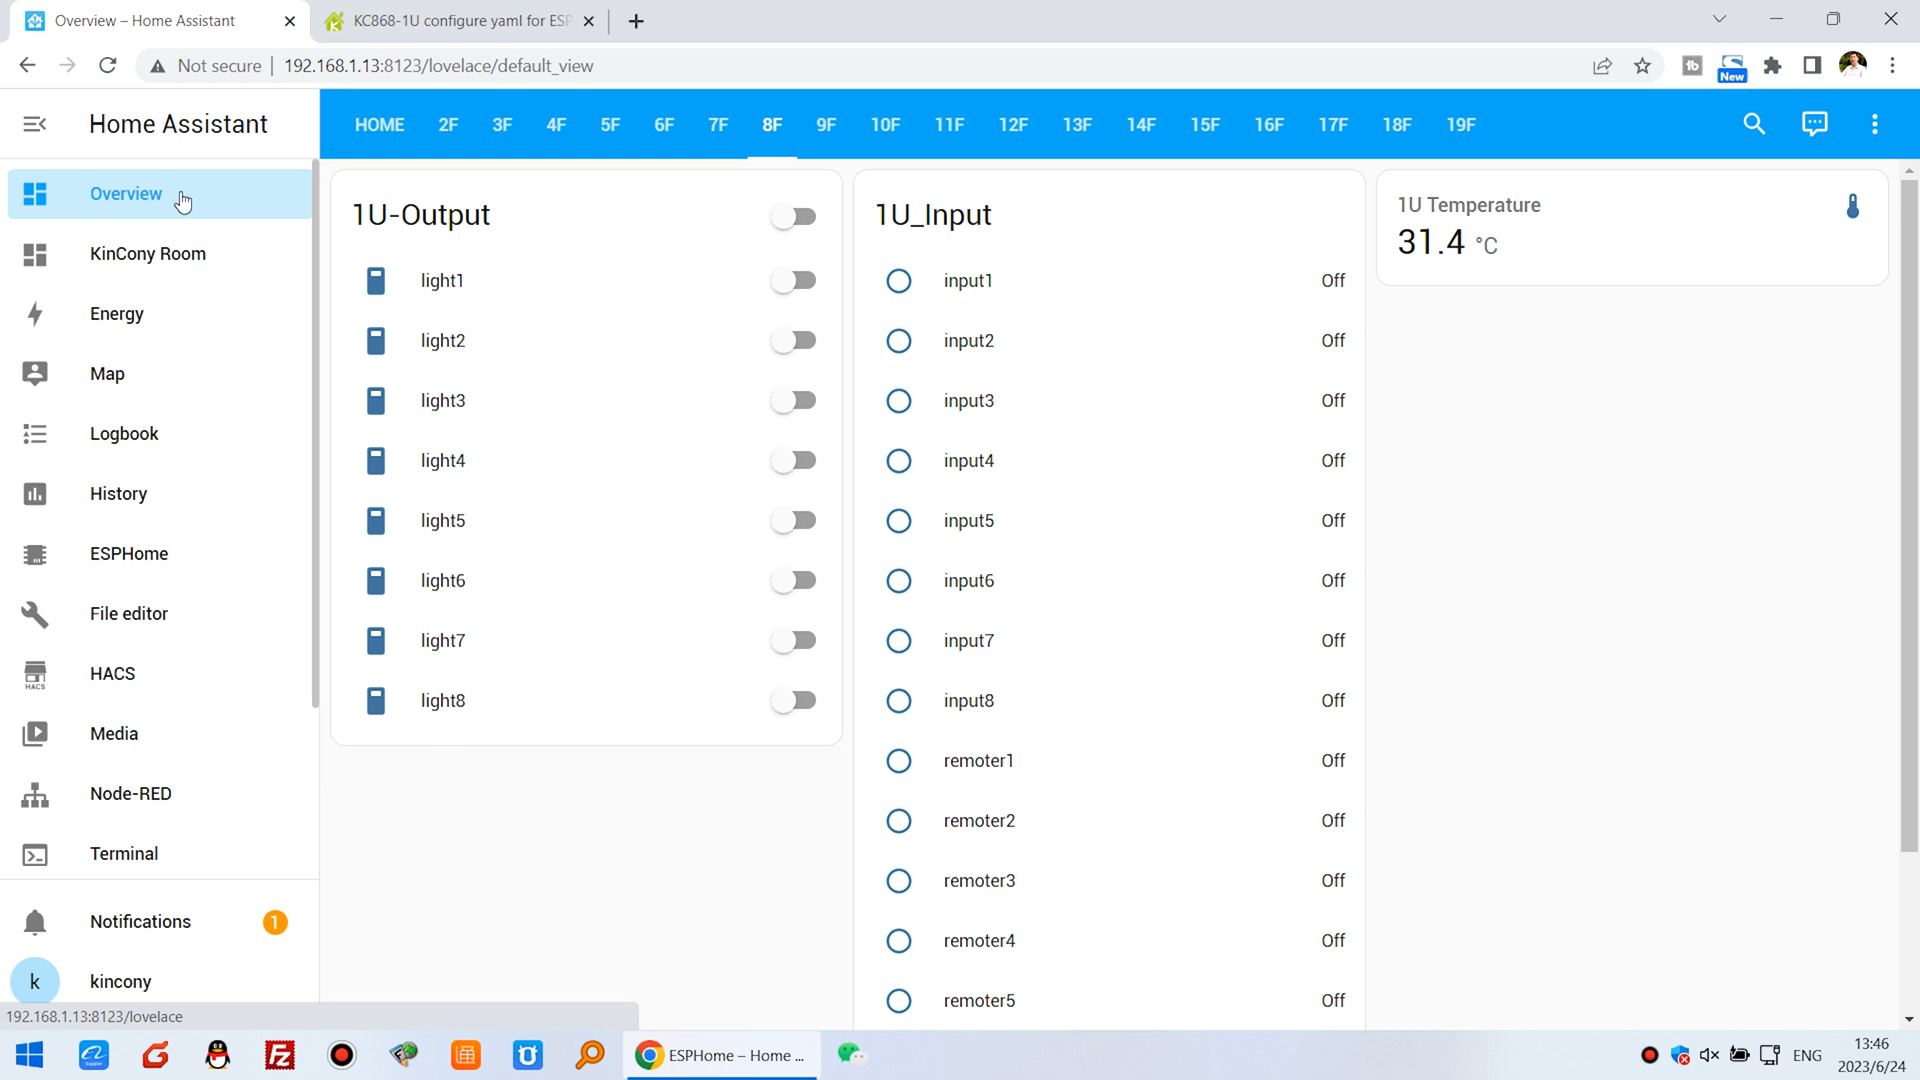 Overview – Home Assistant
KC868-1U configure yaml for ESP
Not secure
192.168.1.13:8123/lovelace/default_view
New
Home Assistant
HOME 2F 3F 4F 5F 6F 7F 8F 9F 10F 11F 12F 13F 14F 15F 16F 17F 18F 19F
Overview
KinCony Room
Energy
Map
Logbook
History
ESPHome
File editor
HACS
HACS
Media
Node-RED
Terminal
Notifications 1
k kincony
192.168.1.13:8123/lovelace
1U-Output
light1
light2
light3
light4
light5
light6
light7
light8
1U_Input
input1 Off
input2 Off
input3 Off
input4 Off
input5 Off
input6 Off
input7 Off
input8 Off
remoter1 Off
remoter2 Off
remoter3 Off
remoter4 Off
remoter5 Off
1U Temperature
31.4 °C
ESPHome – Home ...
ENG
13:46
2023/6/24